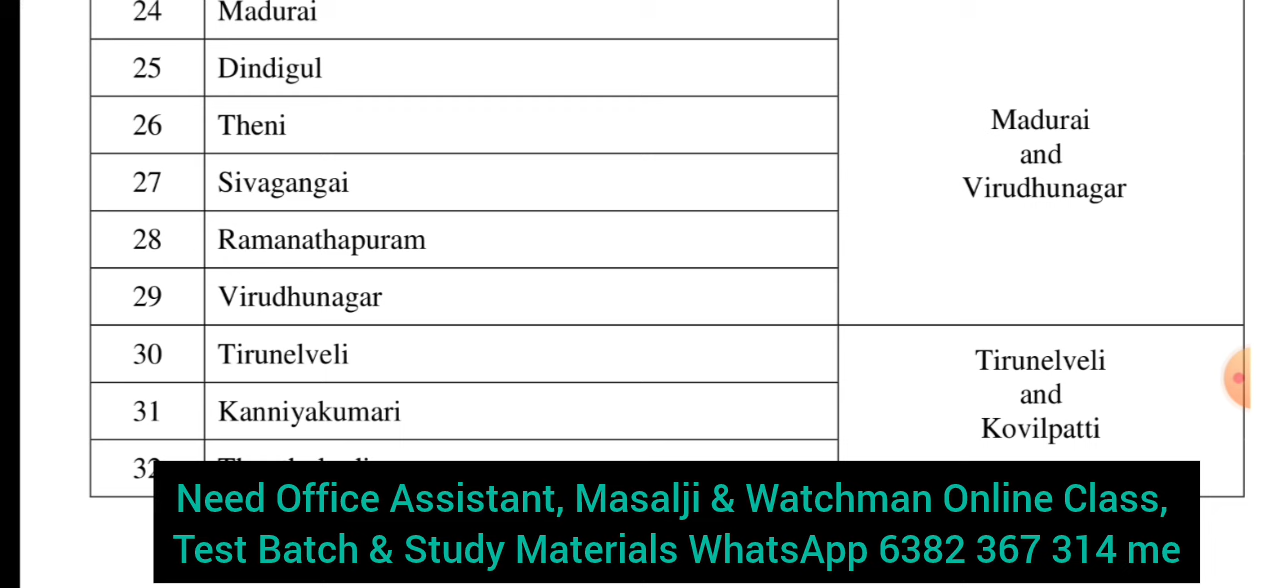 24 Madurai
25 Dindigul
26 Theni
27 Sivagangai
28 Ramanathapuram
29 Virudhunagar
Madurai
and
Virudhunagar
30 Tirunelveli
31 Kanniyakumari
32
Tirunelveli
and
Kovilpatti
Need Office Assistant, Masalji & Watchman Online Class,
Test Batch & Study Materials WhatsApp 6382 367 314 me